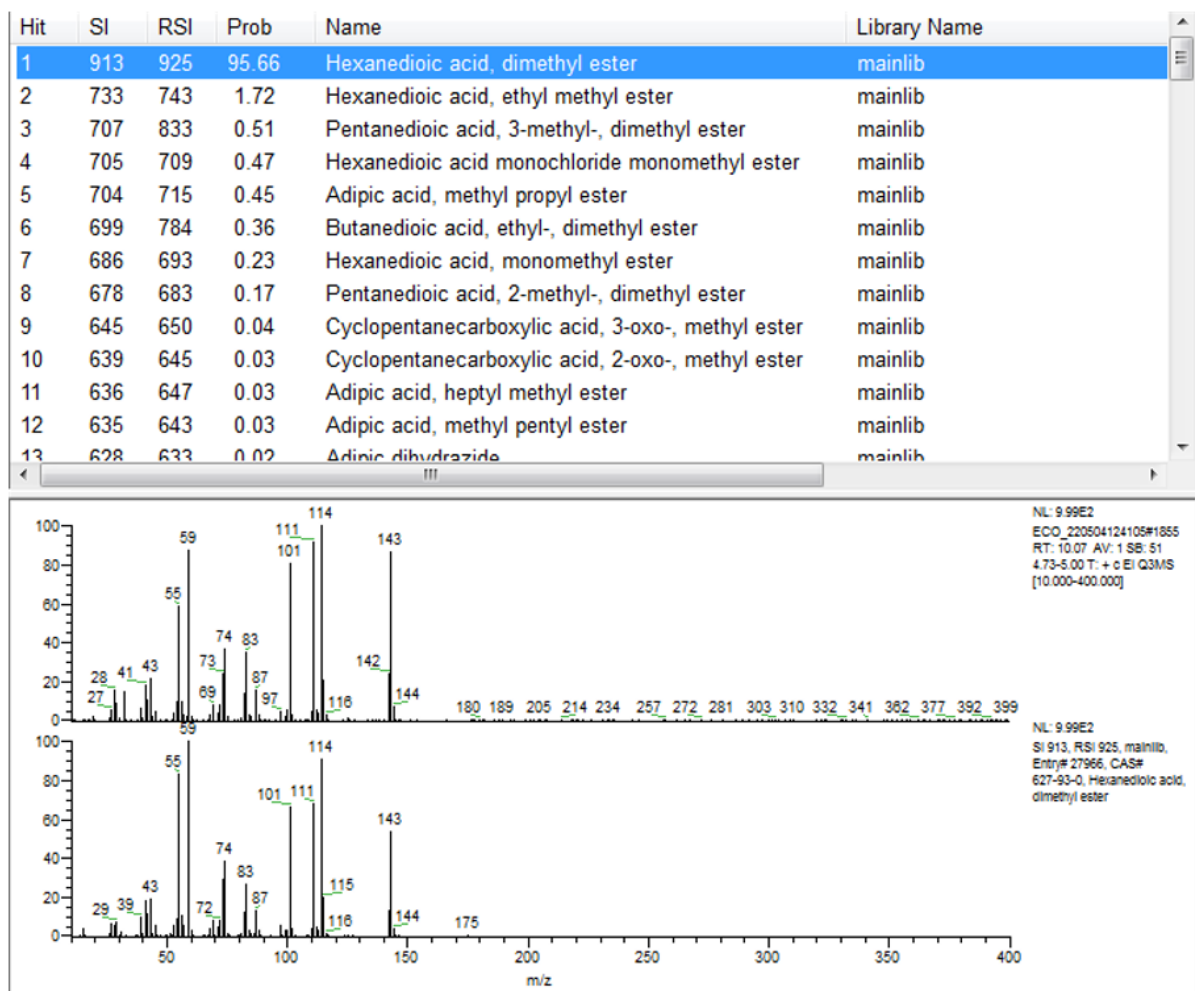 Hit SI RSI Prob Name Library Name
1 913 925 95.66 Hexanedioic acid, dimethyl ester mainlib
2 733 743 1.72 Hexanedioic acid, ethyl methyl ester mainlib
3 707 833 0.51 Pentanedioic acid, 3-methyl-, dimethyl ester mainlib
4 705 709 0.47 Hexanedioic acid monochloride monomethyl ester mainlib
5 704 715 0.45 Adipic acid, methyl propyl ester mainlib
6 699 784 0.36 Butanedioic acid, ethyl-, dimethyl ester mainlib
7 686 693 0.23 Hexanedioic acid, monomethyl ester mainlib
8 678 683 0.17 Pentanedioic acid, 2-methyl-, dimethyl ester mainlib
9 645 650 0.04 Cyclopentanecarboxylic acid, 3-oxo-, methyl ester mainlib
10 639 645 0.03 Cyclopentanecarboxylic acid, 2-oxo-, methyl ester mainlib
11 636 647 0.03 Adipic acid, heptyl methyl ester mainlib
12 635 643 0.03 Adipic acid, methyl pentyl ester mainlib
13 628 633 0.02 Adipic dihydrazide mainlib
NL: 9.99E2
ECO_220504124105#1855
RT: 10.07 AV: 1 SB: 51
4.73-5.00 T: + c EI Q3MS
[10.000-400.000]
100
80
60
40
20
0
27 28 41 43 55 59 69 73 74 83 87 97 101 111 114 116 142 143 144 180 189 205 214 234 257 272 281 303 310 332 341 362 377 392 399
NL: 9.99E2
SI 913, RSI 925, mainlib,
Entry# 27966, CAS#
627-93-0, Hexanedioic acid,
dimethyl ester
100
80
60
40
20
0
29 39 43 55 59 72 74 83 87 101 111 114 115 116 143 144 175
50 100 150 200 250 300 350 400
m/z